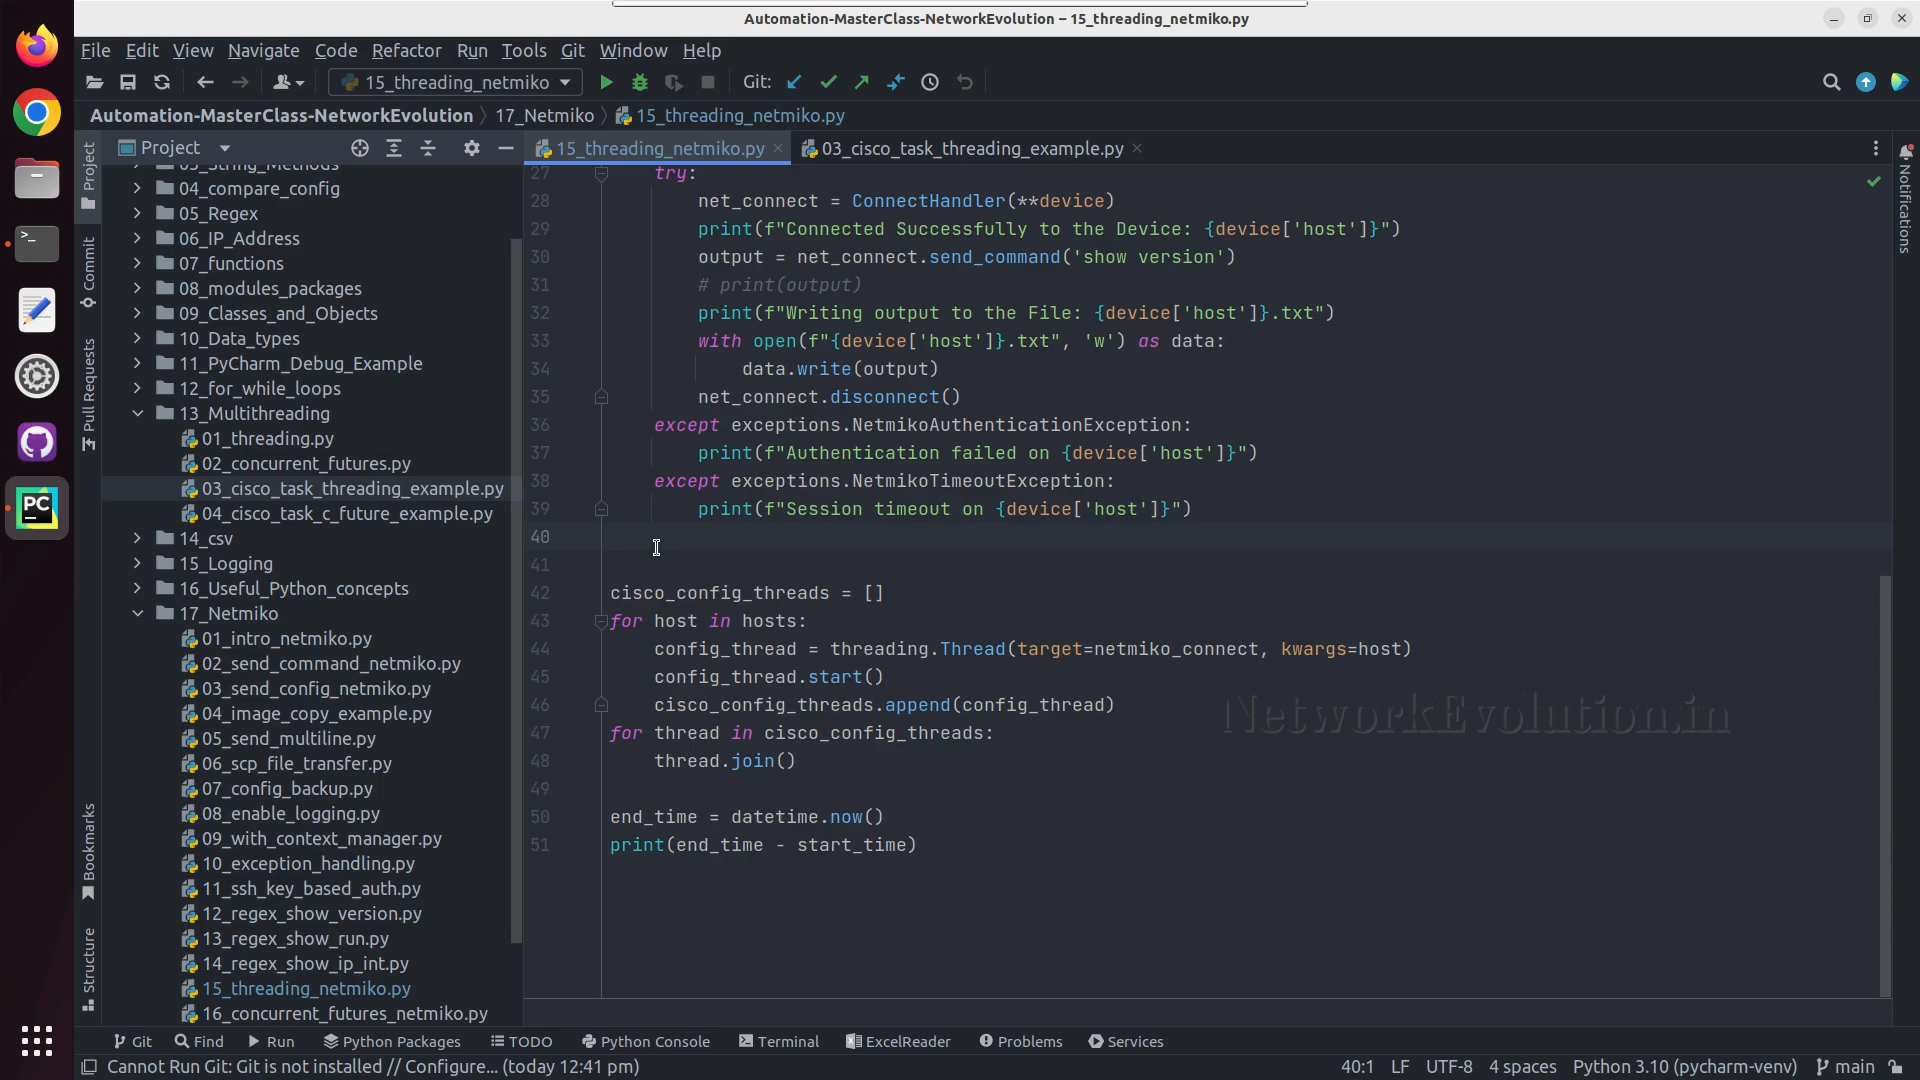 Automation-MasterClass-NetworkEvolution – 15_threading_netmiko.py
File Edit View Navigate Code Refactor Run Tools Git Window Help
15_threading_netmiko
Git:
Automation-MasterClass-NetworkEvolution 17_Netmiko 15_threading_netmiko.py
Project
15_threading_netmiko.py
03_cisco_task_threading_example.py
Project
Commit
Pull Requests
Bookmarks
Structure
Notifications
03_String_Methods
04_compare_config
05_Regex
06_IP_Address
07_functions
08_modules_packages
09_Classes_and_Objects
10_Data_types
11_PyCharm_Debug_Example
12_for_while_loops
13_Multithreading
01_threading.py
02_concurrent_futures.py
03_cisco_task_threading_example.py
04_cisco_task_c_future_example.py
14_csv
15_Logging
16_Useful_Python_concepts
17_Netmiko
01_intro_netmiko.py
02_send_command_netmiko.py
03_send_config_netmiko.py
04_image_copy_example.py
05_send_multiline.py
06_scp_file_transfer.py
07_config_backup.py
08_enable_logging.py
09_with_context_manager.py
10_exception_handling.py
11_ssh_key_based_auth.py
12_regex_show_version.py
13_regex_show_run.py
14_regex_show_ip_int.py
15_threading_netmiko.py
16_concurrent_futures_netmiko.py
27 try:
28 net_connect = ConnectHandler(**device)
29 print(f"Connected Successfully to the Device: {device['host']}")
30 output = net_connect.send_command('show version')
31 # print(output)
32 print(f"Writing output to the File: {device['host']}.txt")
33 with open(f"{device['host']}.txt", 'w') as data:
34 data.write(output)
35 net_connect.disconnect()
36 except exceptions.NetmikoAuthenticationException:
37 print(f"Authentication failed on {device['host']}")
38 except exceptions.NetmikoTimeoutException:
39 print(f"Session timeout on {device['host']}")
40
41
42 cisco_config_threads = []
43 for host in hosts:
44 config_thread = threading.Thread(target=netmiko_connect, kwargs=host)
45 config_thread.start()
46 cisco_config_threads.append(config_thread)
47 for thread in cisco_config_threads:
48 thread.join()
49
50 end_time = datetime.now()
51 print(end_time - start_time)
NetworkEvolution.in
PC
Git Find Run Python Packages TODO Python Console Terminal ExcelReader Problems Services
Cannot Run Git: Git is not installed // Configure... (today 12:41 pm) 40:1 LF UTF-8 4 spaces Python 3.10 (pycharm-venv) main